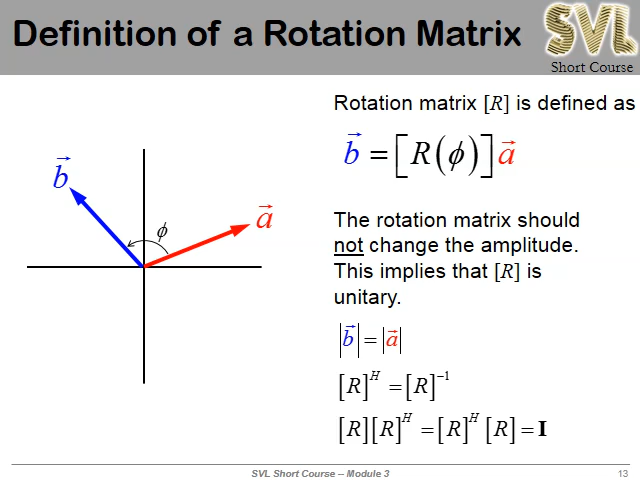 Definition of a Rotation Matrix
SVL
Short Course
Rotation matrix [R] is defined as
b⃗ = [R(ϕ)] a⃗
b⃗
a⃗
ϕ
The rotation matrix should
not change the amplitude.
This implies that [R] is
unitary.
|b⃗| = |a⃗|
[R]ᴴ = [R]⁻¹
[R][R]ᴴ = [R]ᴴ[R] = I
SVL Short Course – Module 3
13